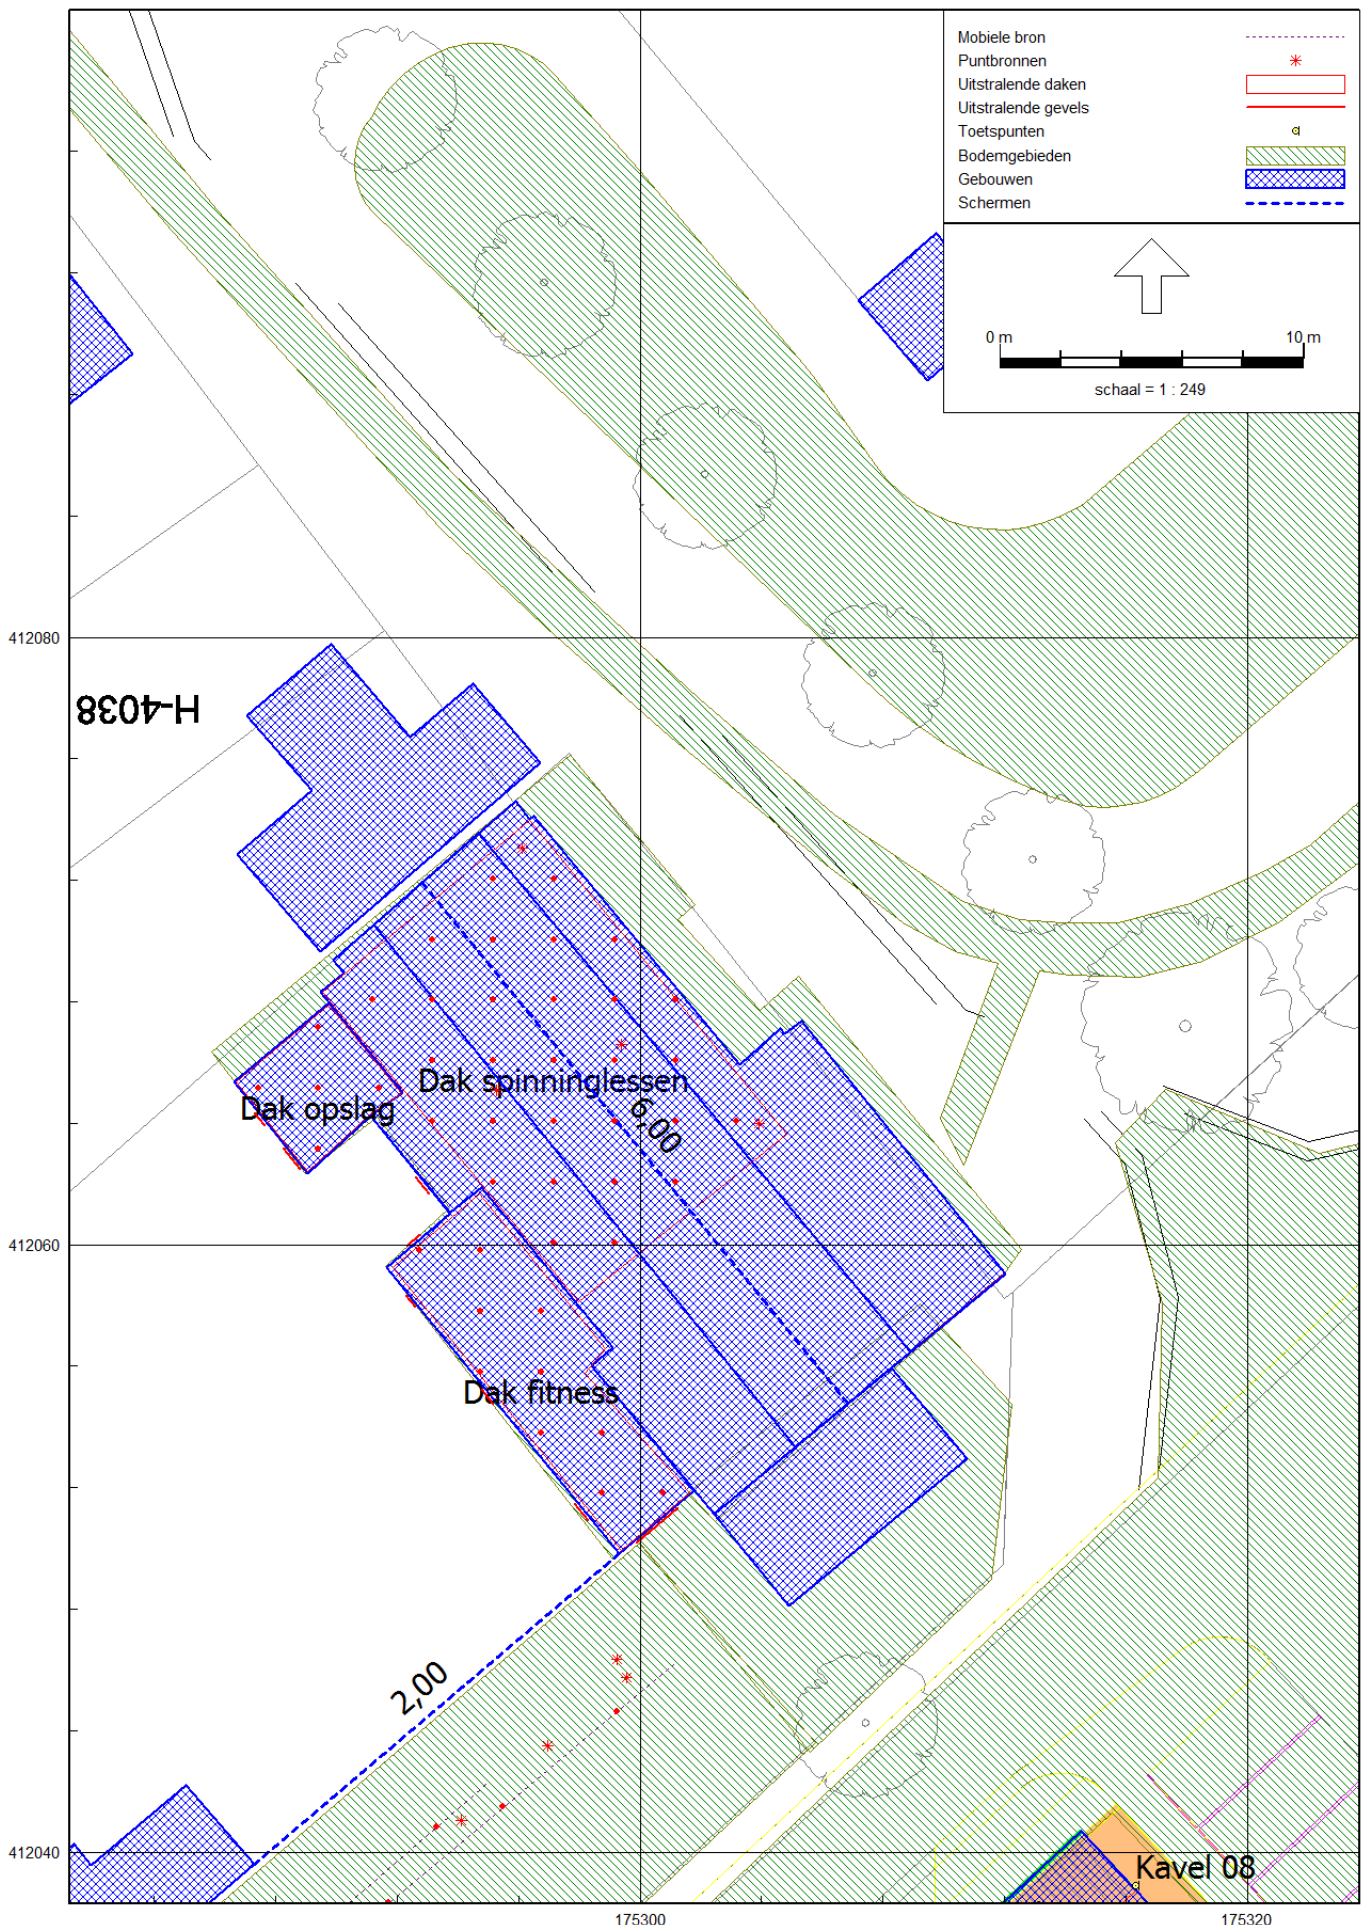 Mobiele bron
Puntbronnen
Uitstralende daken
Uitstralende gevels
Toetspunten
Bodemgebieden
Gebouwen
Schermen
0 m 10 m
schaal = 1 : 249
412080
H-4038
Dak spinninglessen
Dak opslag
6,00
412060
Dak fitness
2,00
412040
Kavel 08
175300 175320